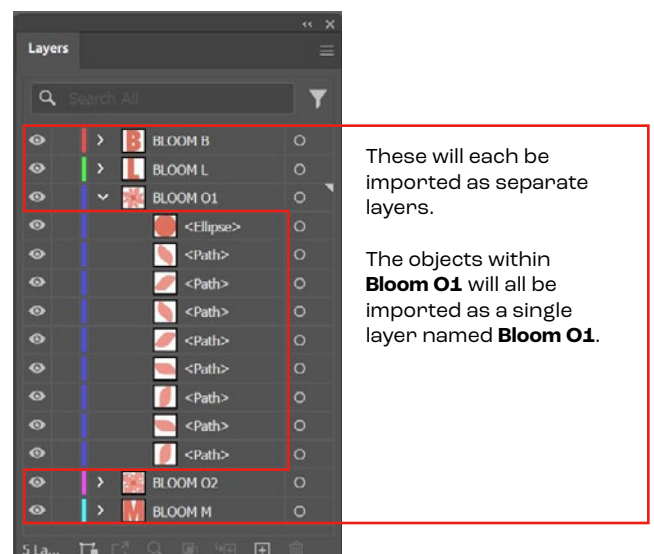 Layers
Search All
BLOOM B
BLOOM L
BLOOM O1
<Ellipse>
<Path>
<Path>
<Path>
<Path>
<Path>
<Path>
<Path>
<Path>
BLOOM O2
BLOOM M
5 La...
These will each be
imported as separate
layers.
The objects within
Bloom O1 will all be
imported as a single
layer named Bloom O1.